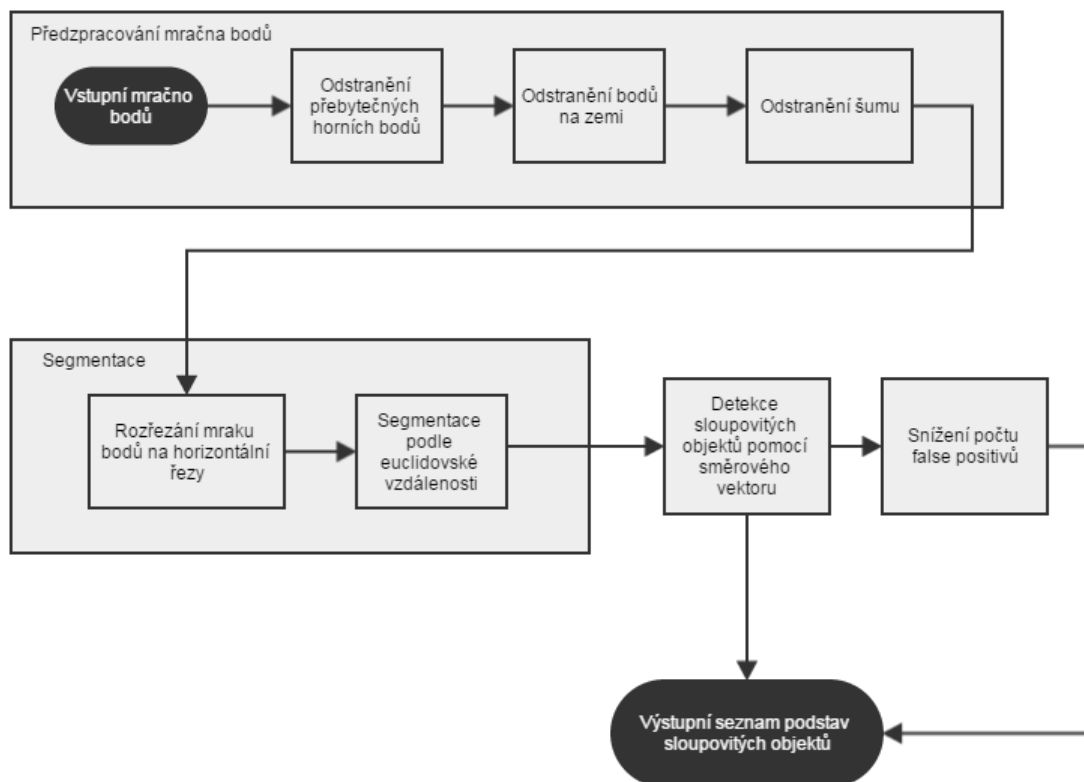 Předzpracování mračna bodů
Vstupní mračno
bodů
Odstranění
přebytečných
horních bodů
Odstranění bodů
na zemi
Odstranění šumu
Segmentace
Rozřezání mraku
bodů na horizontální
řezy
Segmentace
podle
euclidovské
vzdálenosti
Detekce
sloupovitých
objektů pomocí
směrového
vektoru
Snížení počtu
false positivů
Výstupní seznam podstav
sloupovitých objektů